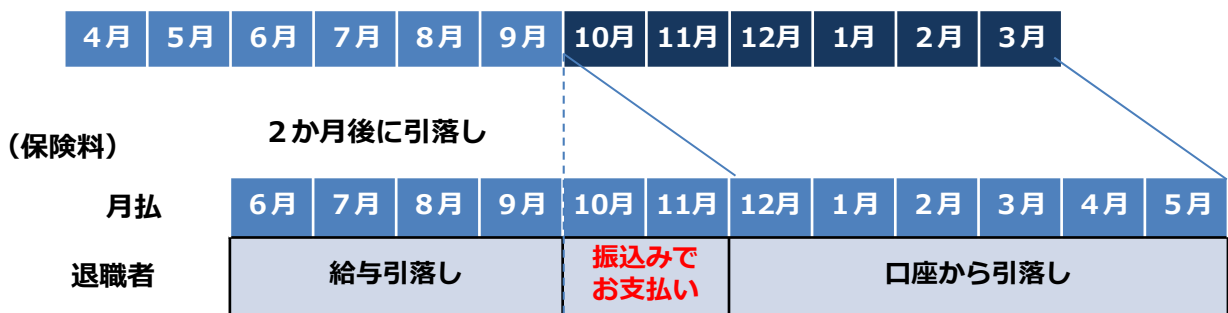 4月 5月 6月 7月 8月 9月 10月 11月 12月 1月 2月 3月
２か月後に引落し
（保険料）
月払 6月 7月 8月 9月 10月 11月 12月 1月 2月 3月 4月 5月
退職者 給与引落し 振込みで お支払い 口座から引落し